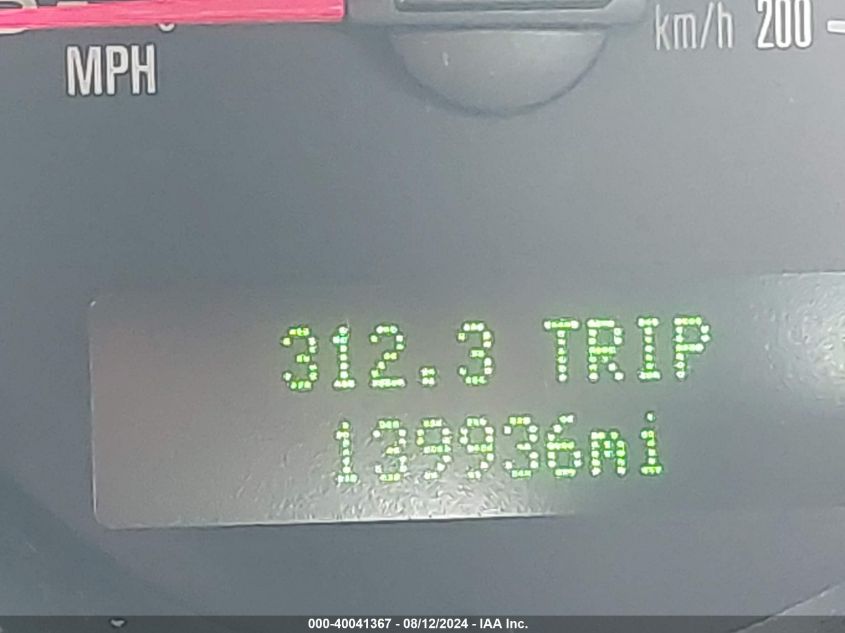 MPH
km/h 200
312.3 TRIP
139936mi
000-40041367 - 08/12/2024 - IAA Inc.